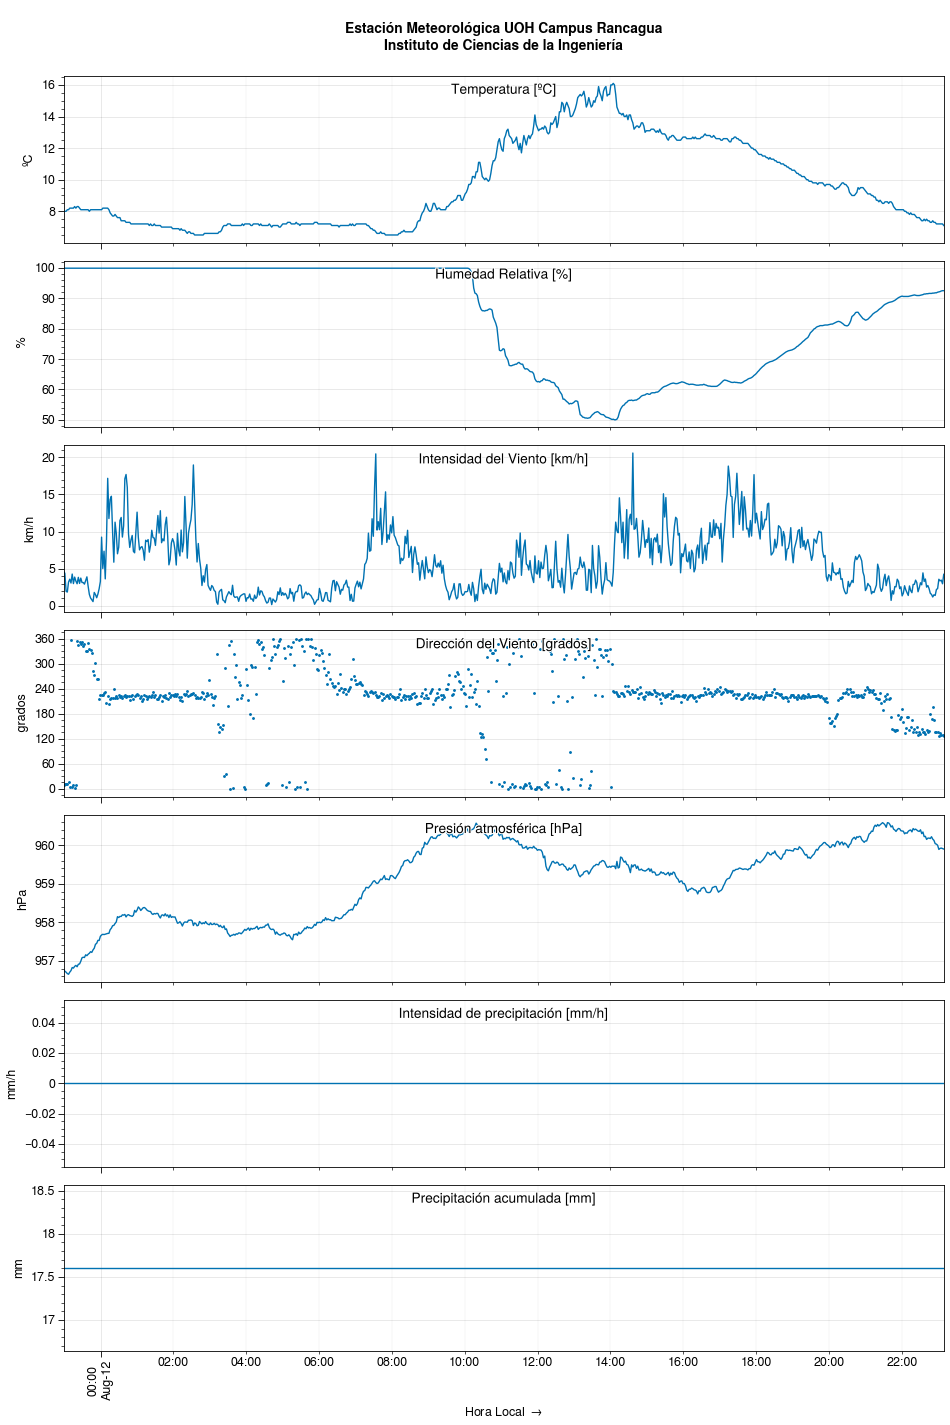 Estación Meteorológica UOH Campus Rancagua
Instituto de Ciencias de la Ingeniería
Temperatura [ºC]
ºC
16
14
12
10
8
Humedad Relativa [%]
%
100
90
80
70
60
50
Intensidad del Viento [km/h]
km/h
20
15
10
5
0
Dirección del Viento [grados]
grados
360
300
240
180
120
60
0
Presión atmosférica [hPa]
hPa
960
959
958
957
Intensidad de precipitación [mm/h]
mm/h
0.04
0.02
0
−0.02
−0.04
Precipitación acumulada [mm]
mm
18.5
18
17.5
17
00:00
Aug-12
02:00
04:00
06:00
08:00
10:00
12:00
14:00
16:00
18:00
20:00
22:00
Hora Local →